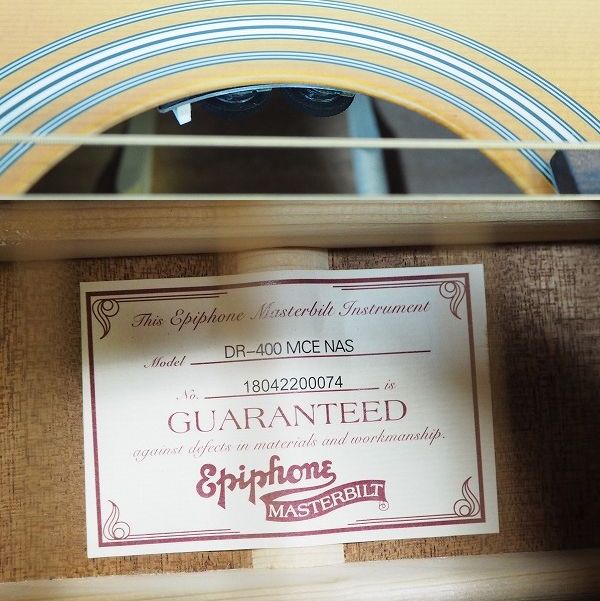 This Epiphone Masterbilt Instrument
Model DR-400 MCE NAS
No. 18042200074 is
GUARANTEED
against defects in materials and workmanship.
Epiphone
MASTERBILT